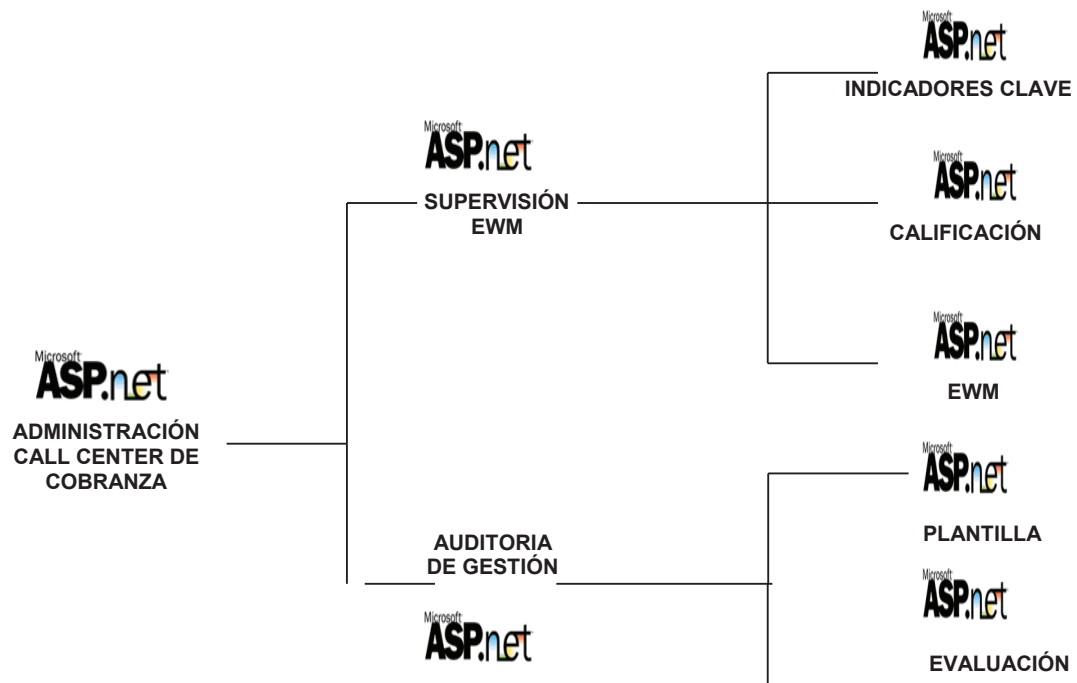 Microsoft
ASP.net
INDICADORES CLAVE
Microsoft
ASP.net
SUPERVISIÓN
EWM
Microsoft
ASP.net
CALIFICACIÓN
Microsoft
ASP.net
EWM
Microsoft
ASP.net
ADMINISTRACIÓN
CALL CENTER DE
COBRANZA
Microsoft
ASP.net
PLANTILLA
AUDITORIA
DE GESTIÓN
Microsoft
ASP.net
Microsoft
ASP.net
EVALUACIÓN